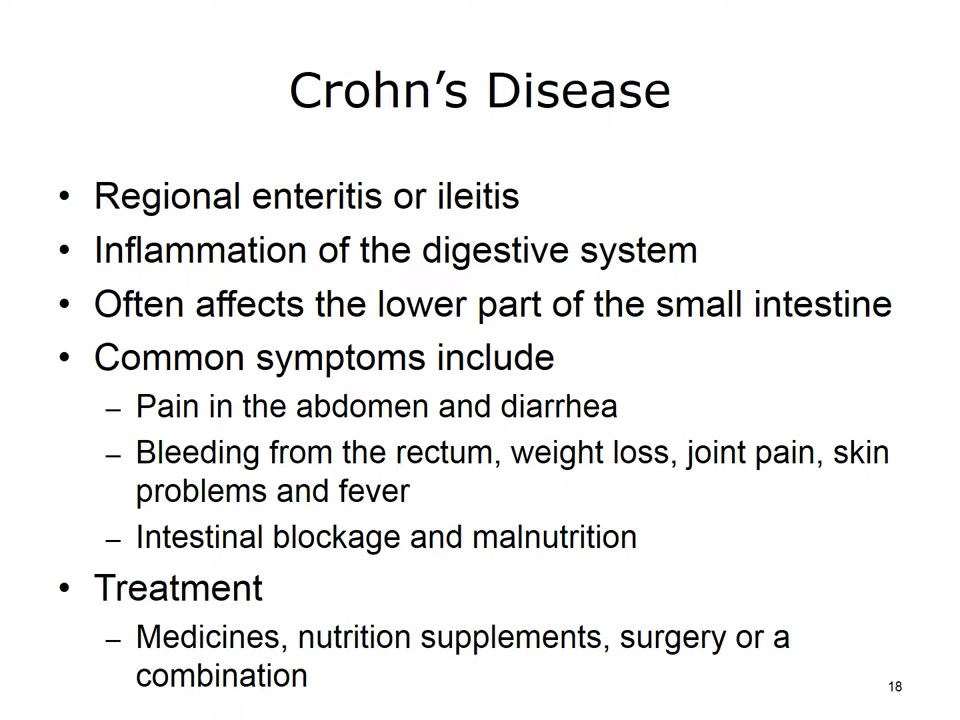 Crohn’s Disease
• Regional enteritis or ileitis
• Inflammation of the digestive system
• Often affects the lower part of the small intestine
• Common symptoms include
– Pain in the abdomen and diarrhea
– Bleeding from the rectum, weight loss, joint pain, skin
problems and fever
– Intestinal blockage and malnutrition
• Treatment
– Medicines, nutrition supplements, surgery or a
combination
18